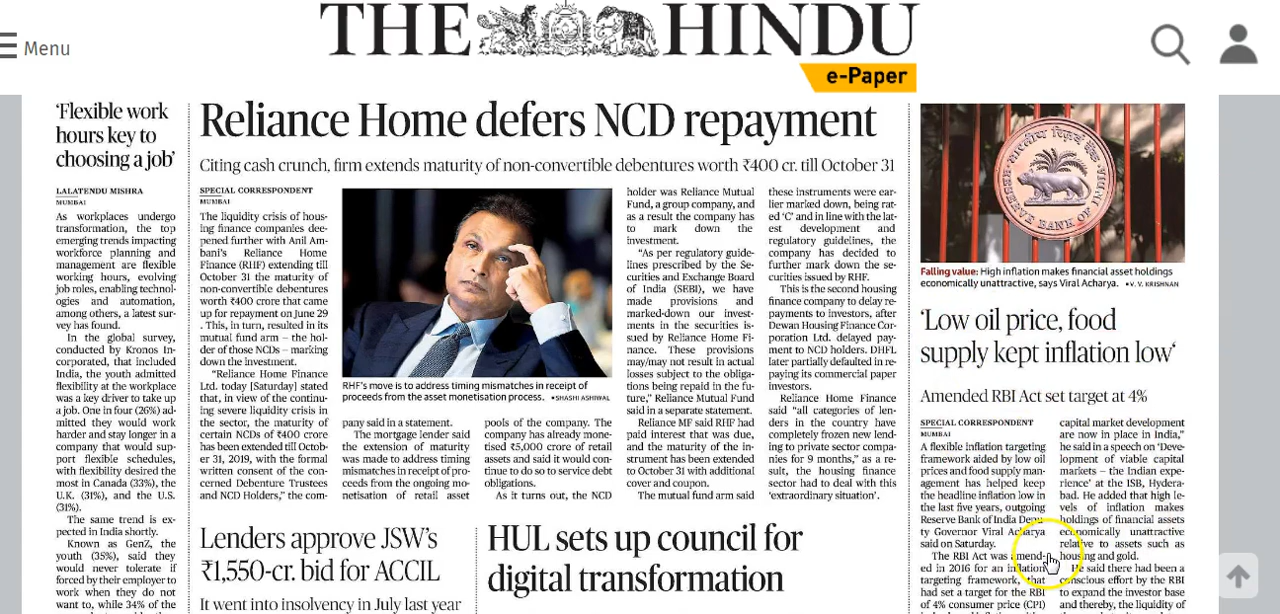 THE HINDU
e-Paper
Menu
'Flexible work
hours key to
choosing a job'
LALATENDU MISHRA
MUMBAI
As workplaces undergo
transformation, the top
emerging trends impacting
workforce planning and
management are flexible
working hours, evolving
job roles, enabling technol-
ogies and automation,
among others, a latest sur-
vey has found.
In the global survey,
conducted by Kronos In-
corporated, that included
India, the youth admitted
flexibility at the workplace
was a key driver to take up
a job. One in four (26%) ad-
mitted they would work
harder and stay longer in a
company that would sup-
port flexible schedules,
with flexibility desired the
most in Canada (33%), the
U.K. (31%), and the U.S.
(31%).
The same trend is ex-
pected in India shortly.
Known as GenZ, the
youth (35%), said they
would never tolerate if
forced by their employer to
work when they do not
want to, while 34% of the
Reliance Home defers NCD repayment
Citing cash crunch, firm extends maturity of non-convertible debentures worth ₹400 cr. till October 31
SPECIAL CORRESPONDENT
MUMBAI
The liquidity crisis of hous-
ing finance companies dee-
pened further with Anil Am-
bani's Reliance Home
Finance (RHF) extending till
October 31 the maturity of
non-convertible debentures
worth ₹400 crore that came
up for repayment on June 29
. This, in turn, resulted in its
mutual fund arm – the hol-
der of those NCDs – marking
down the investment.
"Reliance Home Finance
Ltd. today [Saturday] stated
that, in view of the continu-
ing severe liquidity crisis in
the sector, the maturity of
certain NCDs of ₹400 crore
has been extended till Octob-
er 31, 2019, with the formal
written consent of the con-
cerned Debenture Trustees
and NCD Holders," the com-
RHF's move is to address timing mismatches in receipt of
proceeds from the asset monetisation process. •SHASHI ASHIWAL
pany said in a statement.
The mortgage lender said
the extension of maturity
was made to address timing
mismatches in receipt of pro-
ceeds from the ongoing mo-
netisation of retail asset
pools of the company. The
company has already mone-
tised ₹5,000 crore of retail
assets and said it would con-
tinue to do so to service debt
obligations.
As it turns out, the NCD
holder was Reliance Mutual
Fund, a group company, and
as a result the company has
to mark down the
investment.
"As per regulatory guide-
lines prescribed by the Se-
curities and Exchange Board
of India (SEBI), we have
made provisions and
marked-down our invest-
ments in the securities is-
sued by Reliance Home Fi-
nance. These provisions
may/may not result in actual
losses subject to the obliga-
tions being repaid in the fu-
ture," Reliance Mutual Fund
said in a separate statement.
Reliance MF said RHF had
paid interest that was due,
and the maturity of the in-
strument has been extended
to October 31 with additional
cover and coupon.
The mutual fund arm said
these instruments were ear-
lier marked down, being rat-
ed 'C' and in line with the lat-
est development and
regulatory guidelines, the
company has decided to
further mark down the se-
curities issued by RHF.
This is the second housing
finance company to delay re-
payments to investors, after
Dewan Housing Finance Cor-
poration Ltd. delayed pay-
ment to NCD holders. DHFL
later partially defaulted in re-
paying its commercial paper
investors.
Reliance Home Finance
said "all categories of len-
ders in the country have
completely frozen new lend-
ing to private sector compa-
nies for 9 months," as a re-
sult, the housing finance
sector had to deal with this
'extraordinary situation'.
Lenders approve JSW's
₹1,550-cr. bid for ACCIL
It went into insolvency in July last year
HUL sets up council for
digital transformation
RESERVE BANK OF INDIA
Falling value: High inflation makes financial asset holdings
economically unattractive, says Viral Acharya. •V. V. KRISHNAN
'Low oil price, food
supply kept inflation low'
Amended RBI Act set target at 4%
SPECIAL CORRESPONDENT
MUMBAI
A flexible inflation targeting
framework aided by low oil
prices and food supply man-
agement has helped keep
the headline inflation low in
the last five years, outgoing
Reserve Bank of India Depu-
ty Governor Viral Acharya
said on Saturday.
The RBI Act was amend-
ed in 2016 for an inflation
targeting framework, that
had set a target for the RBI
of 4% consumer price (CPI)
capital market development
are now in place in India,"
he said in a speech on 'Deve-
lopment of viable capital
markets – the Indian expe-
rience' at the ISB, Hydera-
bad. He added that high le-
vels of inflation makes
holdings of financial assets
economically unattractive
relative to assets such as
housing and gold.
He said there had been a
conscious effort by the RBI
to expand the investor base
and thereby, the liquidity of